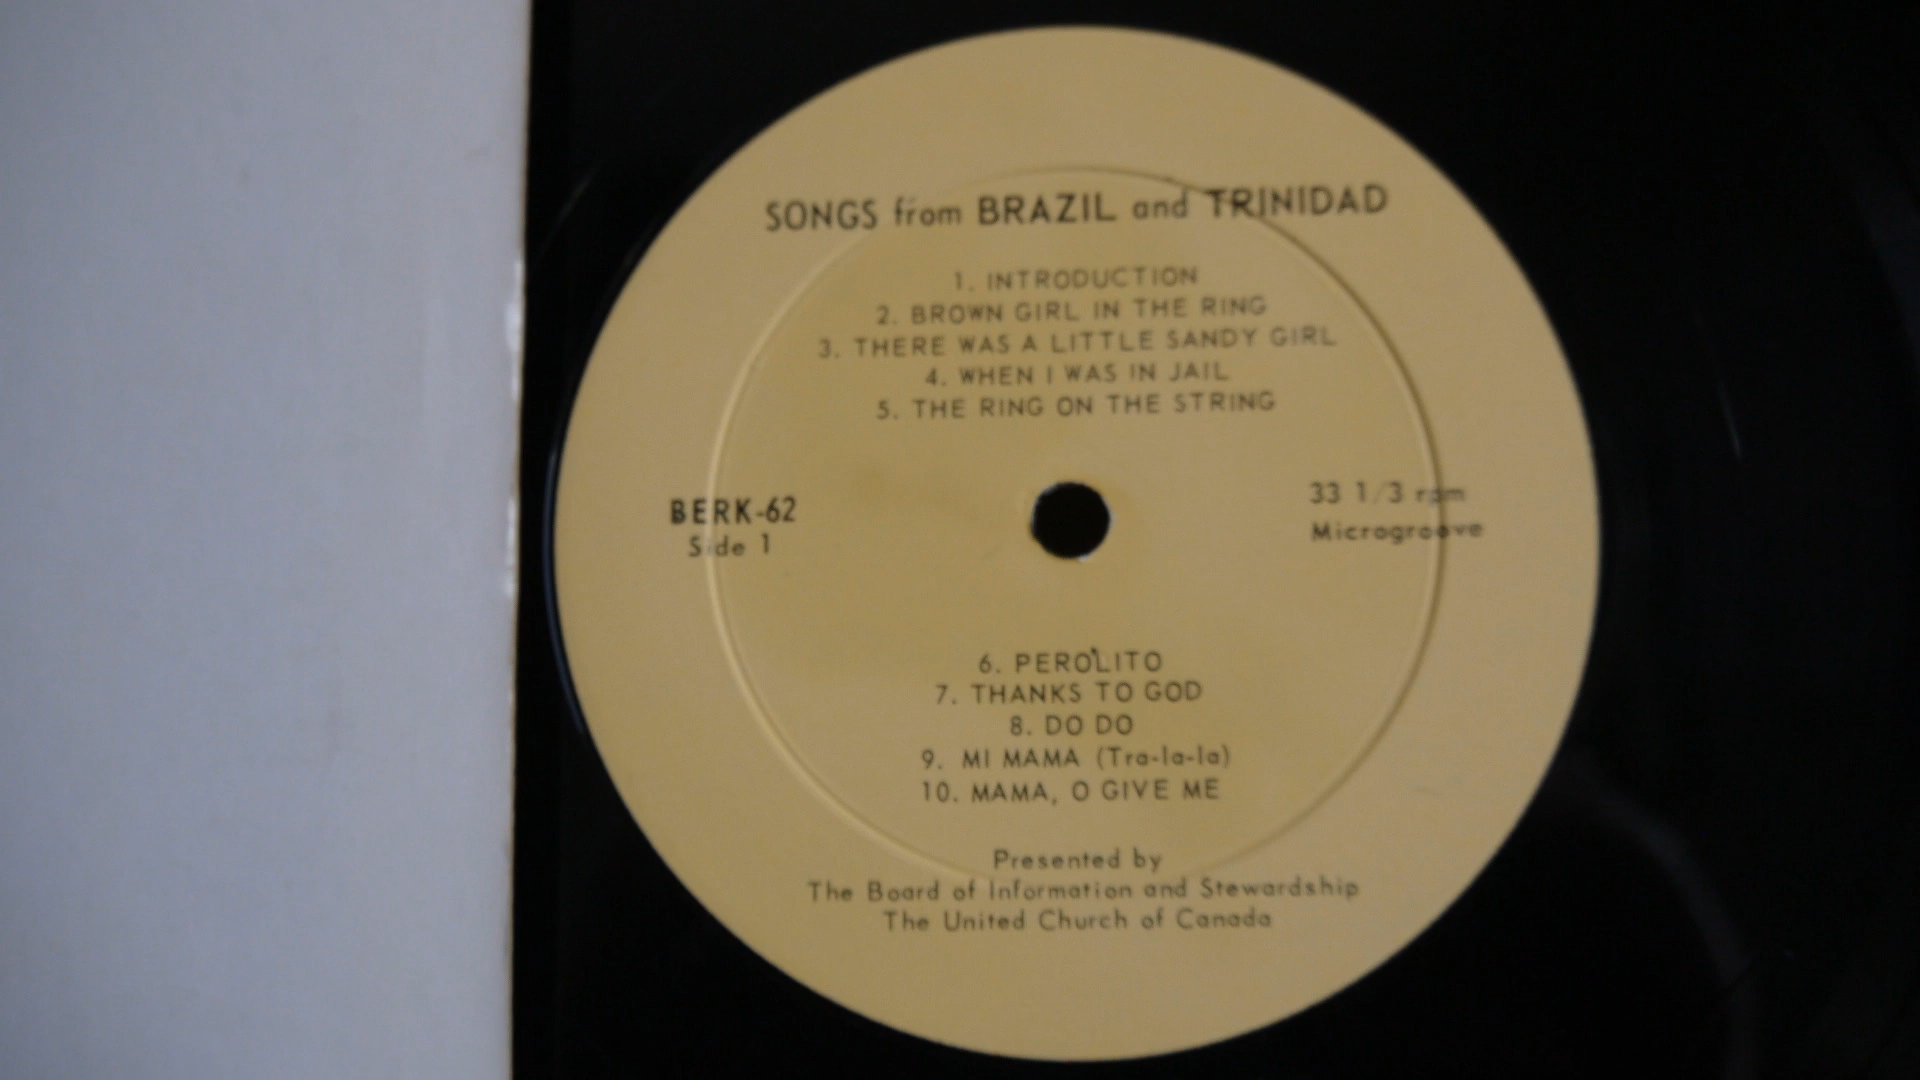 SONGS from BRAZIL and TRINIDAD
1. INTRODUCTION
2. BROWN GIRL IN THE RING
3. THERE WAS A LITTLE SANDY GIRL
4. WHEN I WAS IN JAIL
5. THE RING ON THE STRING
BERK-62
Side 1
33 1/3 rpm
Microgroove
6. PEROLITO
7. THANKS TO GOD
8. DO DO
9. MI MAMA (Tra-la-la)
10. MAMA, O GIVE ME
Presented by
The Board of Information and Stewardship
The United Church of Canada